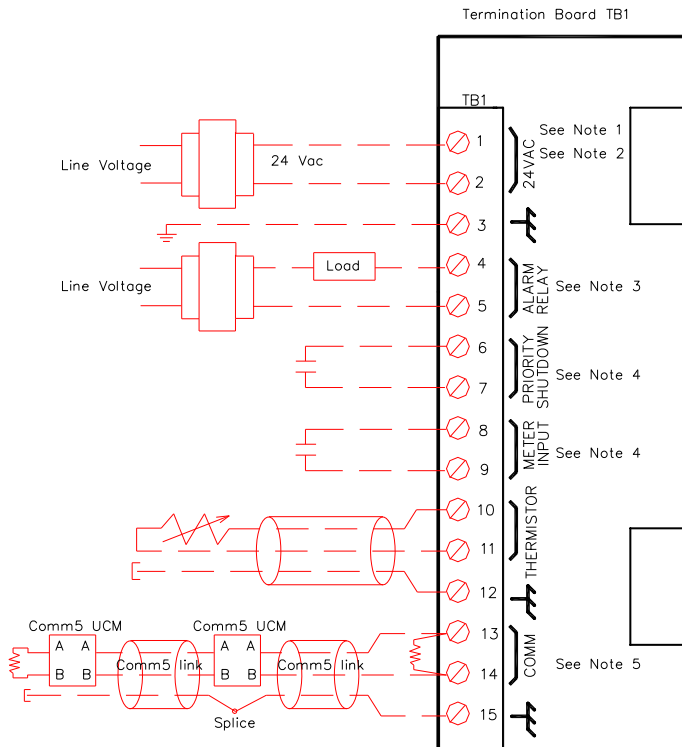 Termination Board TB1
TB1
1
See Note 1
Line Voltage
24 Vac
24VAC
See Note 2
2
3
Load
4
Line Voltage
ALARM
RELAY
See Note 3
5
6
PRIORITY
SHUTDOWN
See Note 4
7
8
METER
INPUT
See Note 4
9
10
THERMISTOR
11
12
Comm5 UCM
Comm5 UCM
13
A A
A A
COMM
See Note 5
B B
B B
Comm5 link
Comm5 link
14
15
Splice